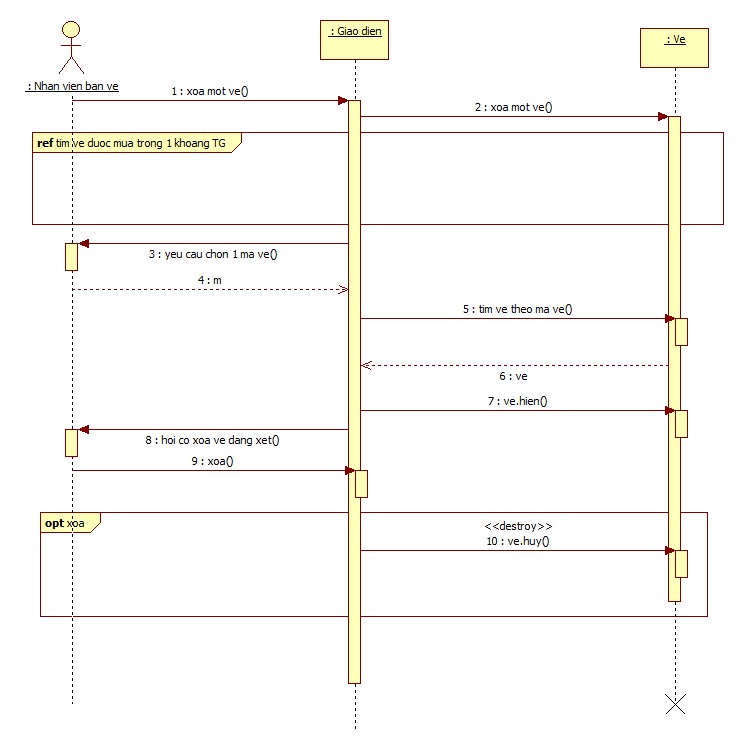 : Giao dien
: Ve
: Nhan vien ban ve
1 : xoa mot ve()
2 : xoa mot ve()
ref tim ve duoc mua trong 1 khoang TG
3 : yeu cau chon 1 ma ve()
4 : m
5 : tim ve theo ma ve()
6 : ve
7 : ve.hien()
8 : hoi co xoa ve dang xet()
9 : xoa()
opt xoa
<<destroy>>
10 : ve.huy()